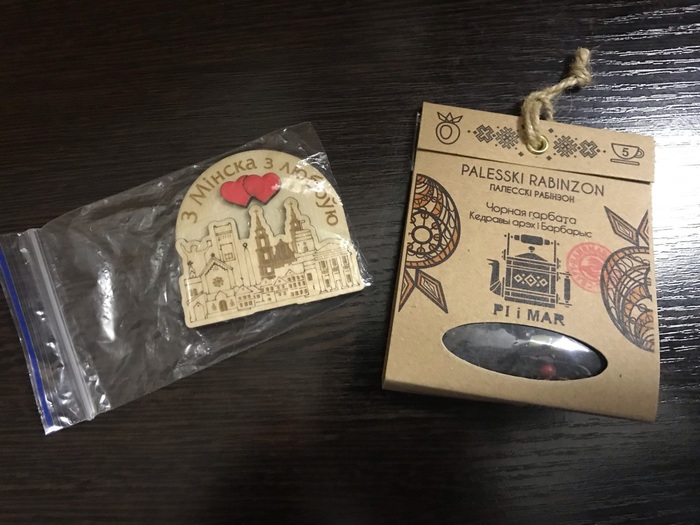 З Мінска з любоўю
5
PALESSKI RABINZON
ПАЛЕССКІ РАБІНЗОН
Чорная гарбата
Кедравы арэх і Барбарыс
PI i MAR